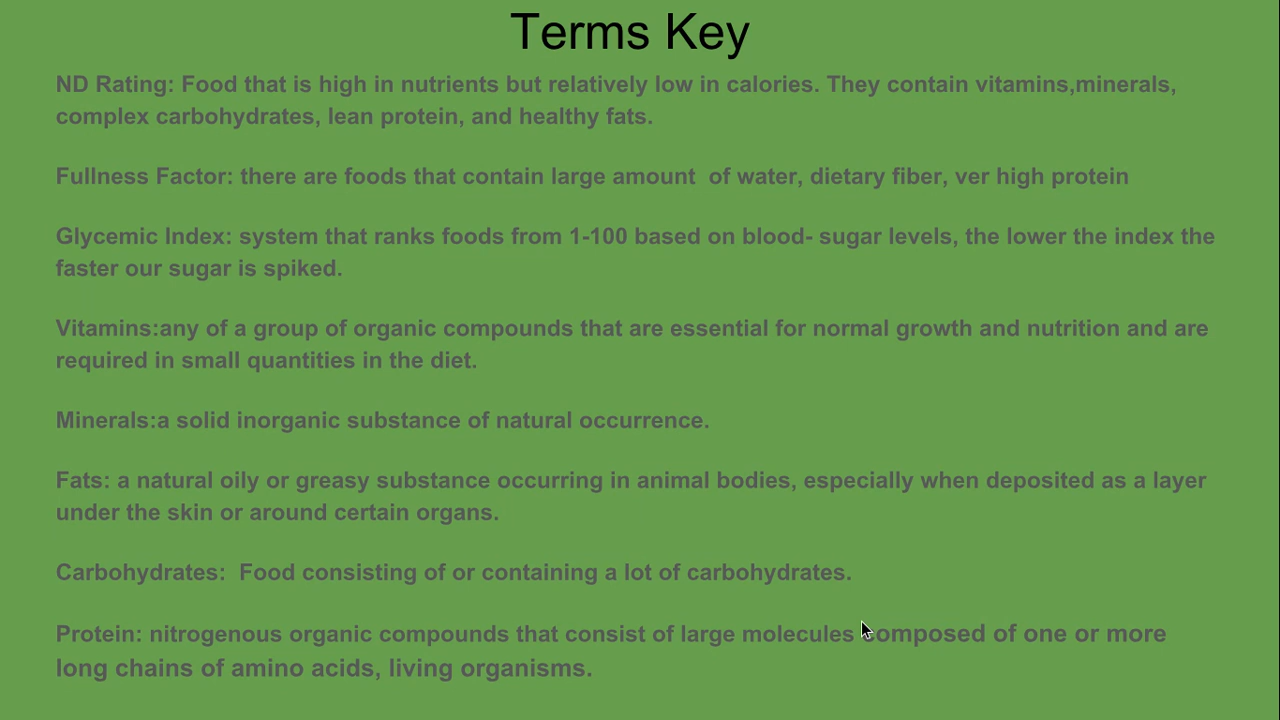 Terms Key
ND Rating: Food that is high in nutrients but relatively low in calories. They contain vitamins,minerals,
complex carbohydrates, lean protein, and healthy fats.
Fullness Factor: there are foods that contain large amount  of water, dietary fiber, ver high protein
Glycemic Index: system that ranks foods from 1-100 based on blood- sugar levels, the lower the index the
faster our sugar is spiked.
Vitamins:any of a group of organic compounds that are essential for normal growth and nutrition and are
required in small quantities in the diet.
Minerals:a solid inorganic substance of natural occurrence.
Fats: a natural oily or greasy substance occurring in animal bodies, especially when deposited as a layer
under the skin or around certain organs.
Carbohydrates:  Food consisting of or containing a lot of carbohydrates.
Protein: nitrogenous organic compounds that consist of large molecules composed of one or more
long chains of amino acids, living organisms.